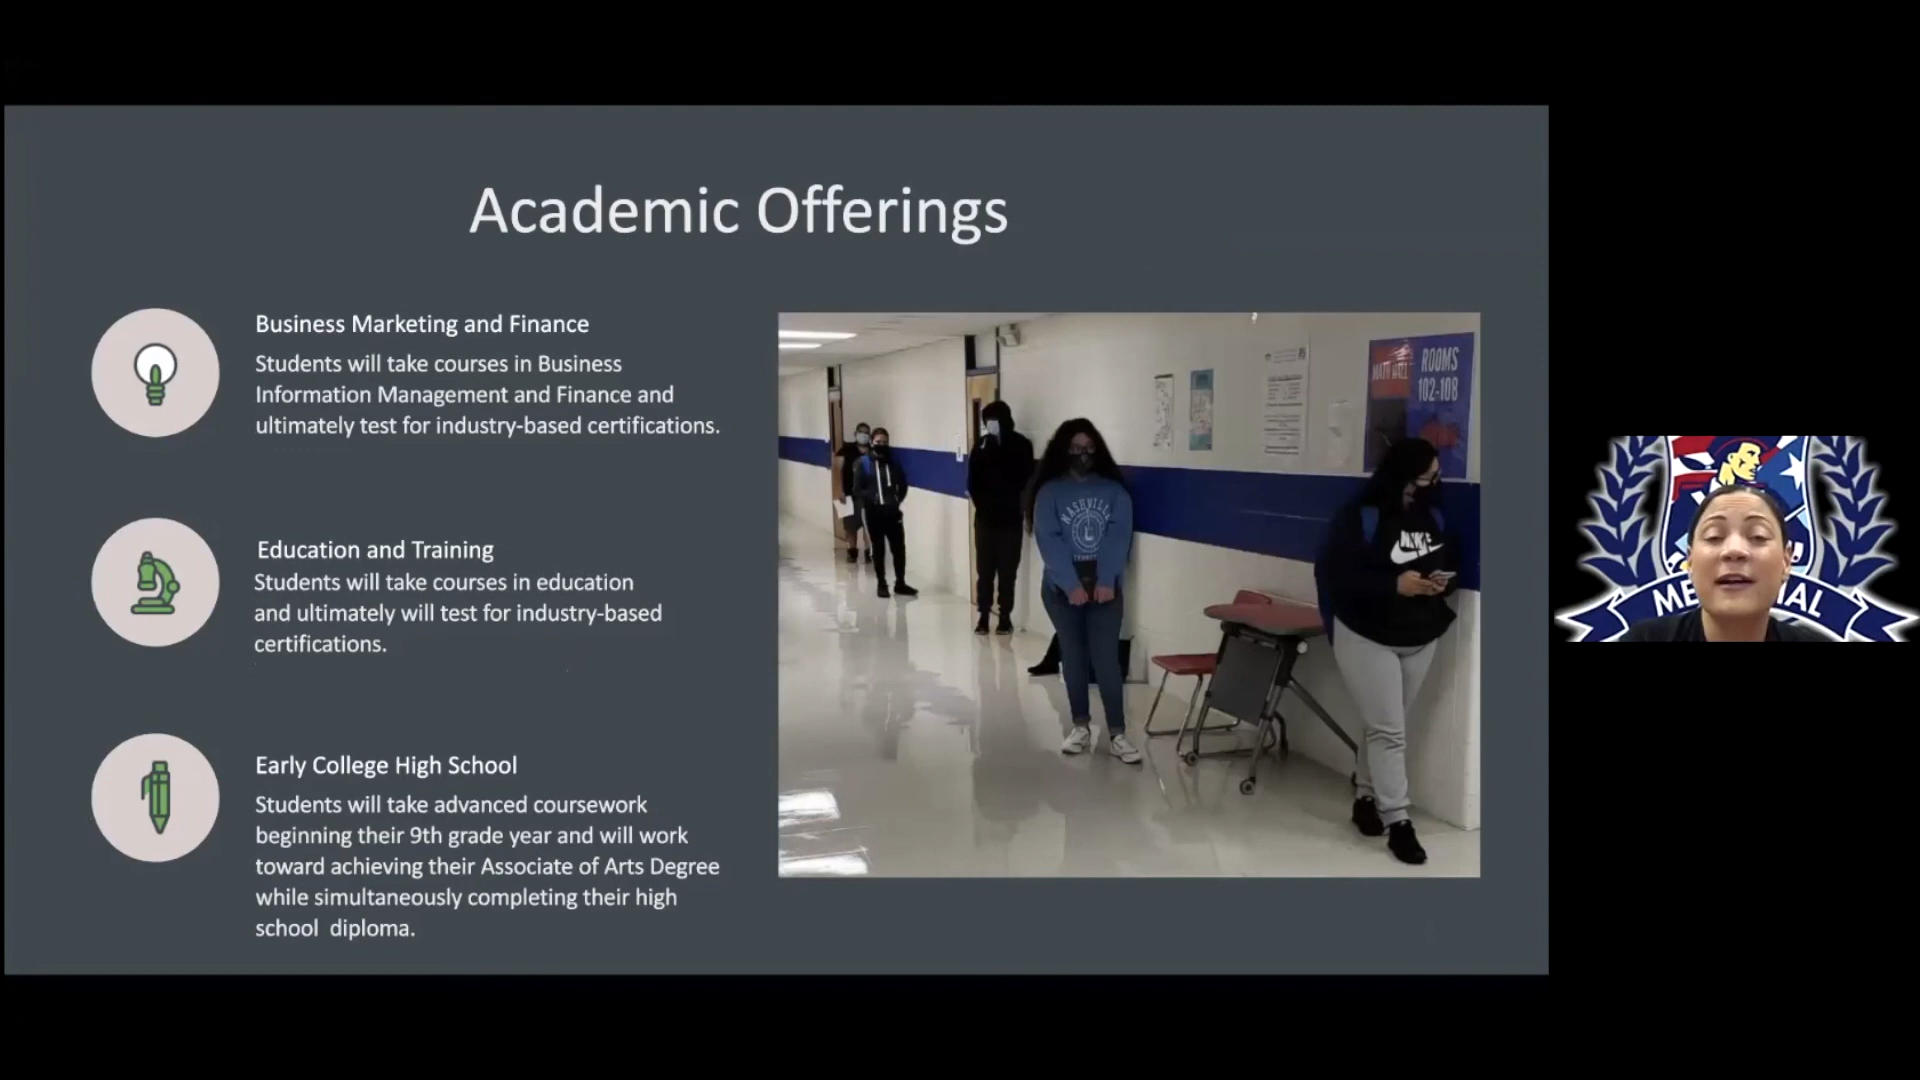 Academic Offerings
Business Marketing and Finance
Students will take courses in Business
Information Management and Finance and
ultimately test for industry-based certifications.
Education and Training
Students will take courses in education
and ultimately will test for industry-based
certifications.
Early College High School
Students will take advanced coursework
beginning their 9th grade year and will work
toward achieving their Associate of Arts Degree
while simultaneously completing their high
school diploma.
MATH HALL
ROOMS
102-108
NASHVILLE
NIKE